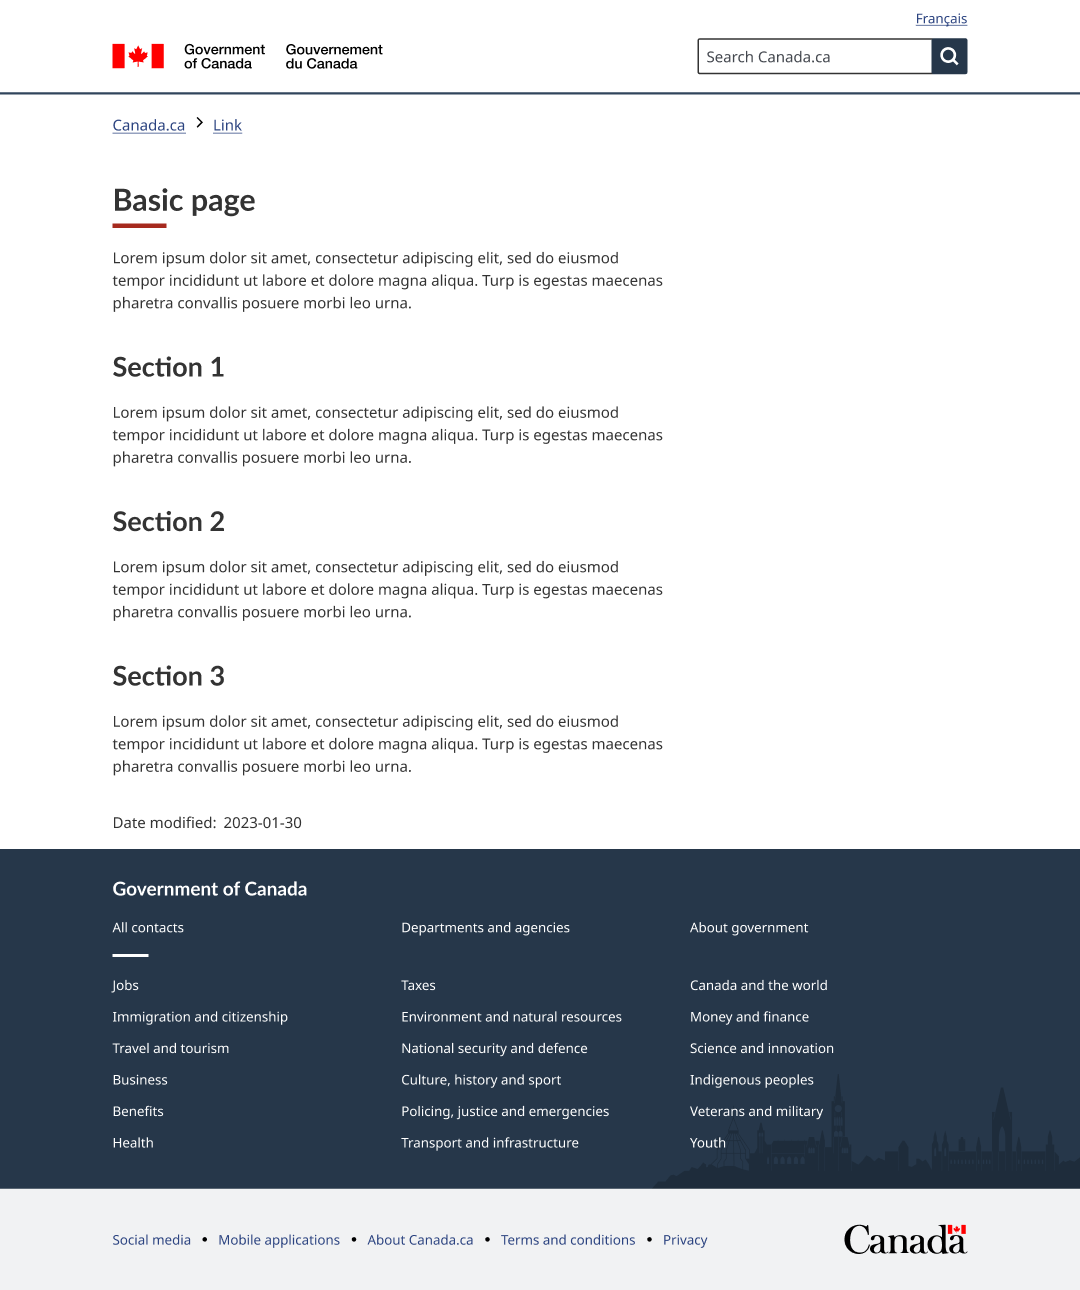 Français
Government of Canada
Gouvernement du Canada
Search Canada.ca
Canada.ca Link
Basic page
Lorem ipsum dolor sit amet, consectetur adipiscing elit, sed do eiusmod
tempor incididunt ut labore et dolore magna aliqua. Turp is egestas maecenas
pharetra convallis posuere morbi leo urna.
Section 1
Lorem ipsum dolor sit amet, consectetur adipiscing elit, sed do eiusmod
tempor incididunt ut labore et dolore magna aliqua. Turp is egestas maecenas
pharetra convallis posuere morbi leo urna.
Section 2
Lorem ipsum dolor sit amet, consectetur adipiscing elit, sed do eiusmod
tempor incididunt ut labore et dolore magna aliqua. Turp is egestas maecenas
pharetra convallis posuere morbi leo urna.
Section 3
Lorem ipsum dolor sit amet, consectetur adipiscing elit, sed do eiusmod
tempor incididunt ut labore et dolore magna aliqua. Turp is egestas maecenas
pharetra convallis posuere morbi leo urna.
Date modified: 2023-01-30
Government of Canada
All contacts Departments and agencies About government
Jobs Taxes Canada and the world
Immigration and citizenship Environment and natural resources Money and finance
Travel and tourism National security and defence Science and innovation
Business Culture, history and sport Indigenous peoples
Benefits Policing, justice and emergencies Veterans and military
Health Transport and infrastructure Youth
Social media • Mobile applications • About Canada.ca • Terms and conditions • Privacy
Canada